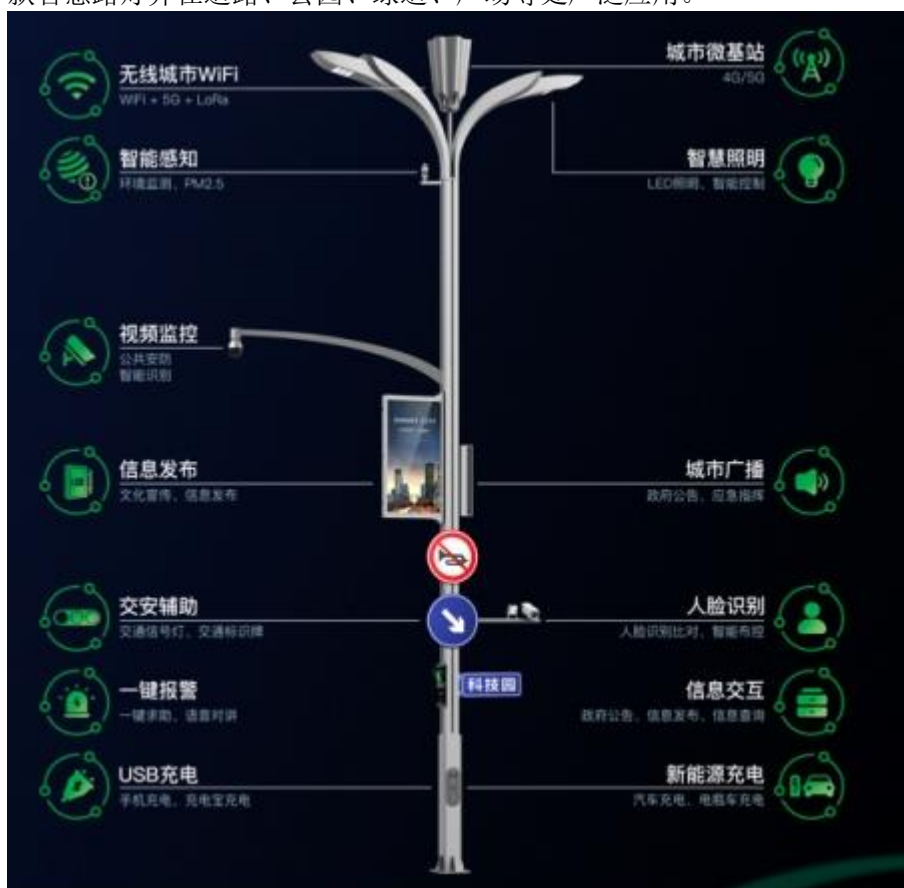 无线城市WiFi
WiFi + 5G + LoRa
城市微基站
4G/5G
智能感知
环境监测、PM2.5
智慧照明
LED照明、智能控制
视频监控
公共安防
智能识别
信息发布
文化宣传、信息发布
城市广播
政府公告、应急指挥
交安辅助
交通信号灯、交通标识牌
人脸识别
人脸识别比对、智能布控
一键报警
一键求助、语音对讲
科技园
信息交互
政府公告、信息发布、信息查询
USB充电
手机充电、充电宝充电
新能源充电
汽车充电、电瓶车充电